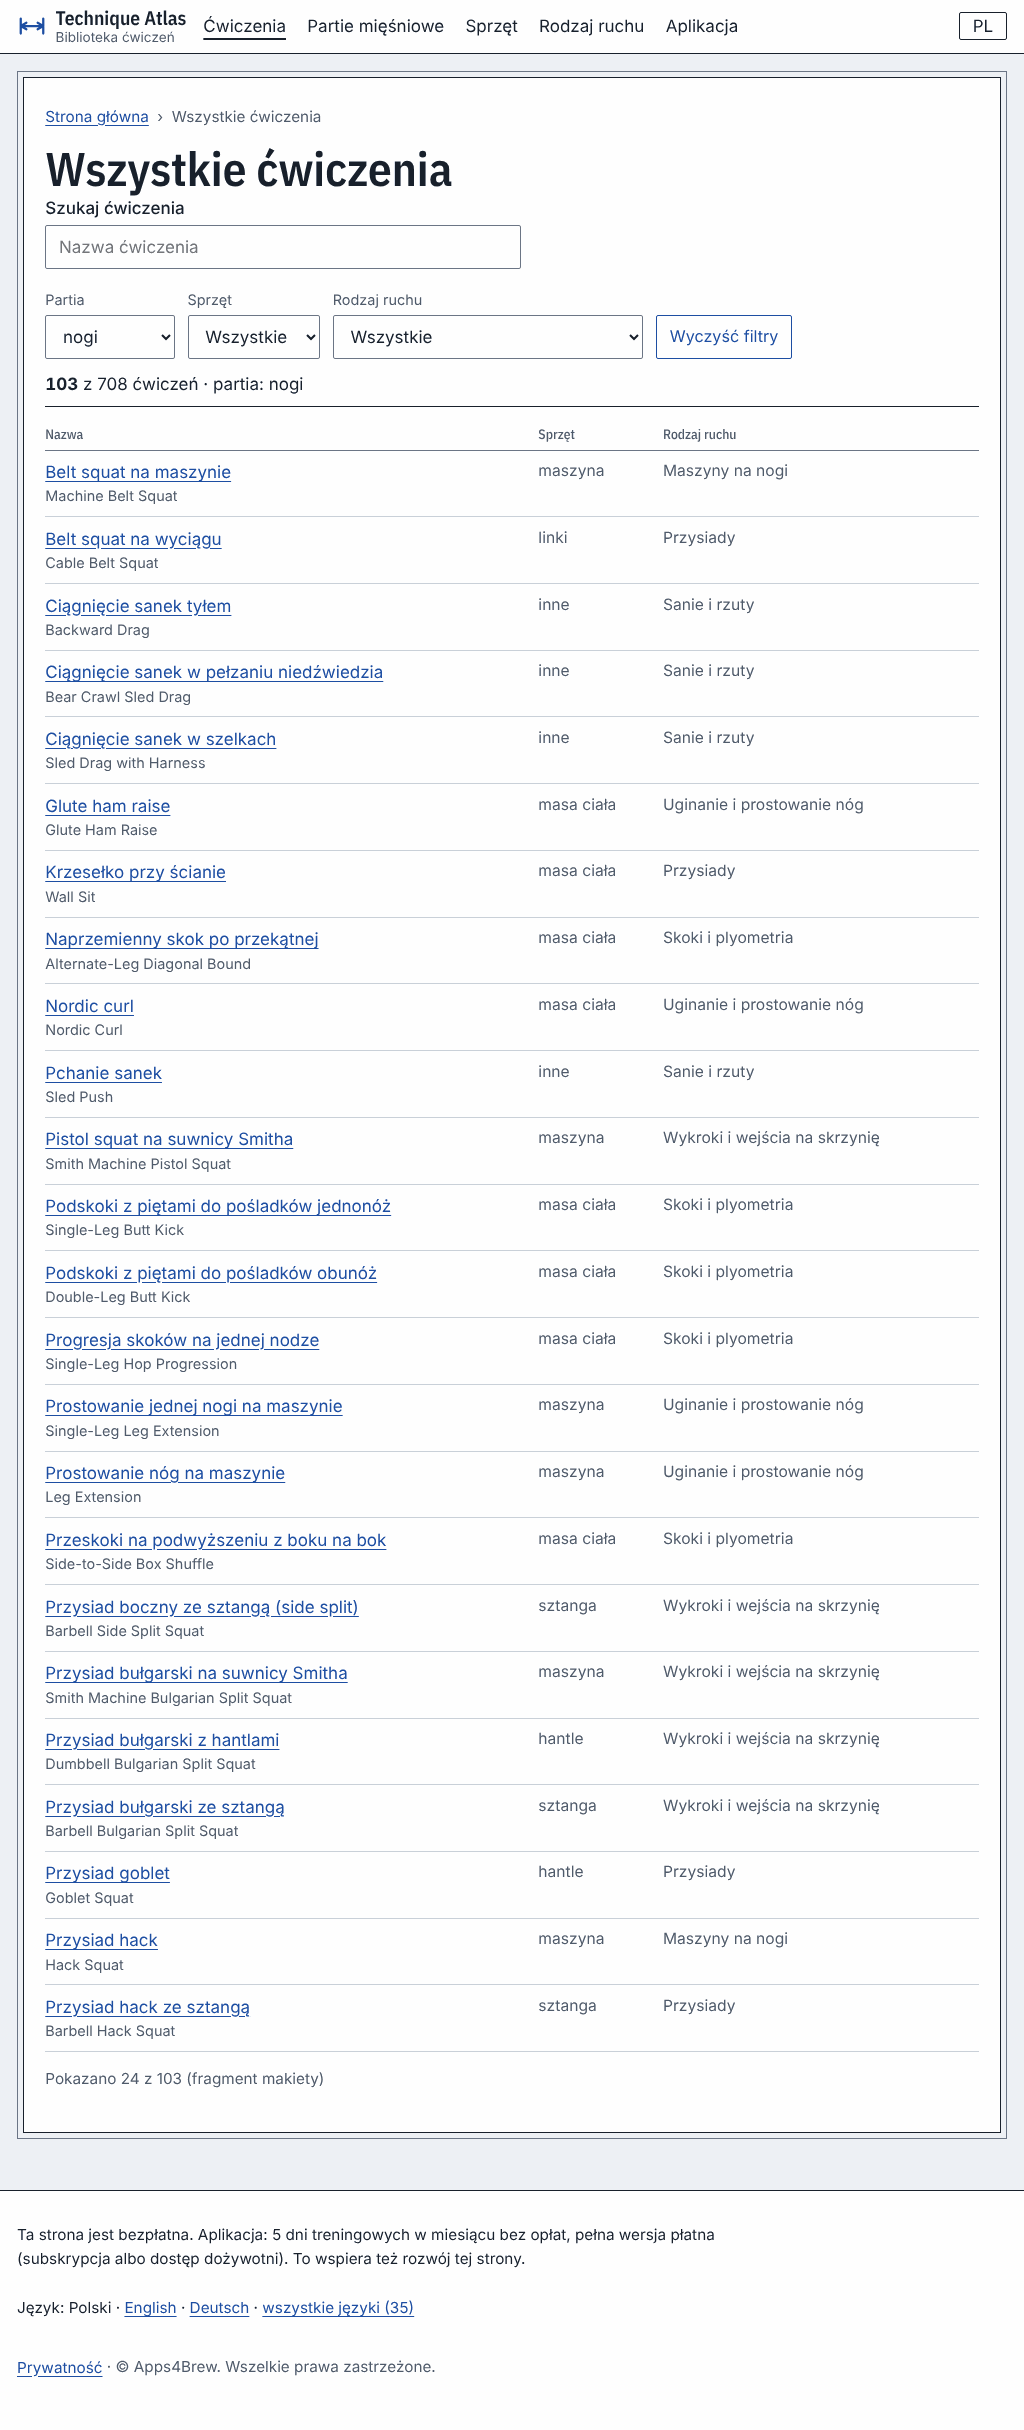 Technique Atlas
Biblioteka ćwiczeń
Ćwiczenia Partie mięśniowe Sprzęt Rodzaj ruchu Aplikacja PL
Strona główna › Wszystkie ćwiczenia
Wszystkie ćwiczenia
Szukaj ćwiczenia
Nazwa ćwiczenia
Partia Sprzęt Rodzaj ruchu
nogi Wszystkie Wszystkie Wyczyść filtry
103 z 708 ćwiczeń · partia: nogi
Nazwa Sprzęt Rodzaj ruchu
Belt squat na maszynie maszyna Maszyny na nogi
Machine Belt Squat
Belt squat na wyciągu linki Przysiady
Cable Belt Squat
Ciągnięcie sanek tyłem inne Sanie i rzuty
Backward Drag
Ciągnięcie sanek w pełzaniu niedźwiedzia inne Sanie i rzuty
Bear Crawl Sled Drag
Ciągnięcie sanek w szelkach inne Sanie i rzuty
Sled Drag with Harness
Glute ham raise masa ciała Uginanie i prostowanie nóg
Glute Ham Raise
Krzesełko przy ścianie masa ciała Przysiady
Wall Sit
Naprzemienny skok po przekątnej masa ciała Skoki i plyometria
Alternate-Leg Diagonal Bound
Nordic curl masa ciała Uginanie i prostowanie nóg
Nordic Curl
Pchanie sanek inne Sanie i rzuty
Sled Push
Pistol squat na suwnicy Smitha maszyna Wykroki i wejścia na skrzynię
Smith Machine Pistol Squat
Podskoki z piętami do pośladków jednonóż masa ciała Skoki i plyometria
Single-Leg Butt Kick
Podskoki z piętami do pośladków obunóż masa ciała Skoki i plyometria
Double-Leg Butt Kick
Progresja skoków na jednej nodze masa ciała Skoki i plyometria
Single-Leg Hop Progression
Prostowanie jednej nogi na maszynie maszyna Uginanie i prostowanie nóg
Single-Leg Leg Extension
Prostowanie nóg na maszynie maszyna Uginanie i prostowanie nóg
Leg Extension
Przeskoki na podwyższeniu z boku na bok masa ciała Skoki i plyometria
Side-to-Side Box Shuffle
Przysiad boczny ze sztangą (side split) sztanga Wykroki i wejścia na skrzynię
Barbell Side Split Squat
Przysiad bułgarski na suwnicy Smitha maszyna Wykroki i wejścia na skrzynię
Smith Machine Bulgarian Split Squat
Przysiad bułgarski z hantlami hantle Wykroki i wejścia na skrzynię
Dumbbell Bulgarian Split Squat
Przysiad bułgarski ze sztangą sztanga Wykroki i wejścia na skrzynię
Barbell Bulgarian Split Squat
Przysiad goblet hantle Przysiady
Goblet Squat
Przysiad hack maszyna Maszyny na nogi
Hack Squat
Przysiad hack ze sztangą sztanga Przysiady
Barbell Hack Squat
Pokazano 24 z 103 (fragment makiety)
Ta strona jest bezpłatna. Aplikacja: 5 dni treningowych w miesiącu bez opłat, pełna wersja płatna
(subskrypcja albo dostęp dożywotni). To wspiera też rozwój tej strony.
Język: Polski · English · Deutsch · wszystkie języki (35)
Prywatność · © Apps4Brew. Wszelkie prawa zastrzeżone.